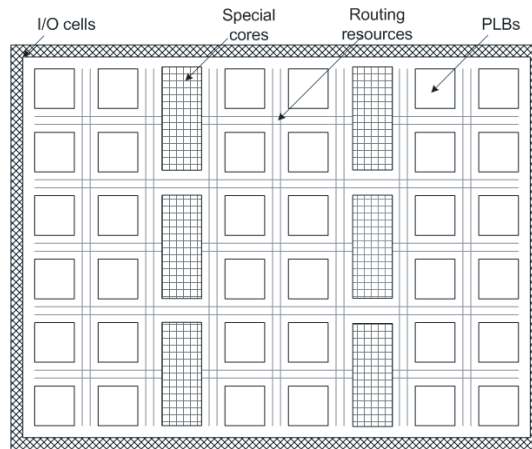 I/O cells
Special
cores
Routing
resources
PLBs